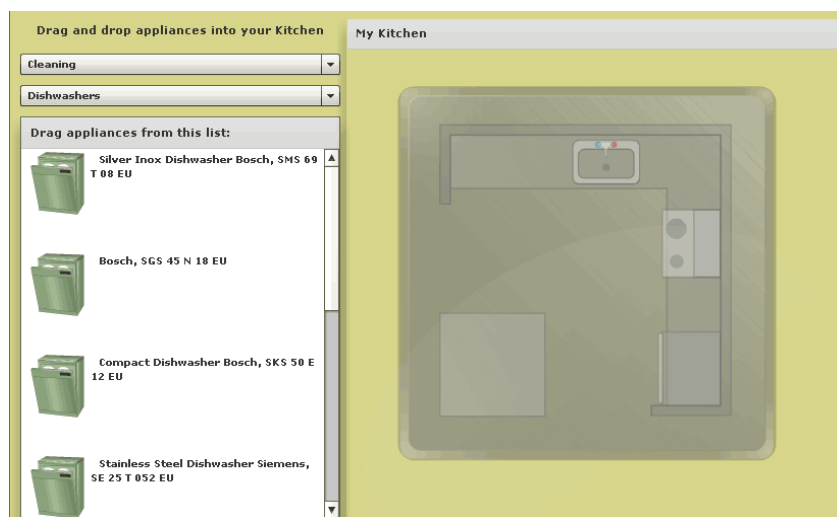 Drag and drop appliances into your Kitchen
My Kitchen
Cleaning
Dishwashers
Drag appliances from this list:
Silver Inox Dishwasher Bosch, SMS 69
T 08 EU
Bosch, SGS 45 N 18 EU
Compact Dishwasher Bosch, SKS 50 E
12 EU
Stainless Steel Dishwasher Siemens,
SE 25 T 052 EU